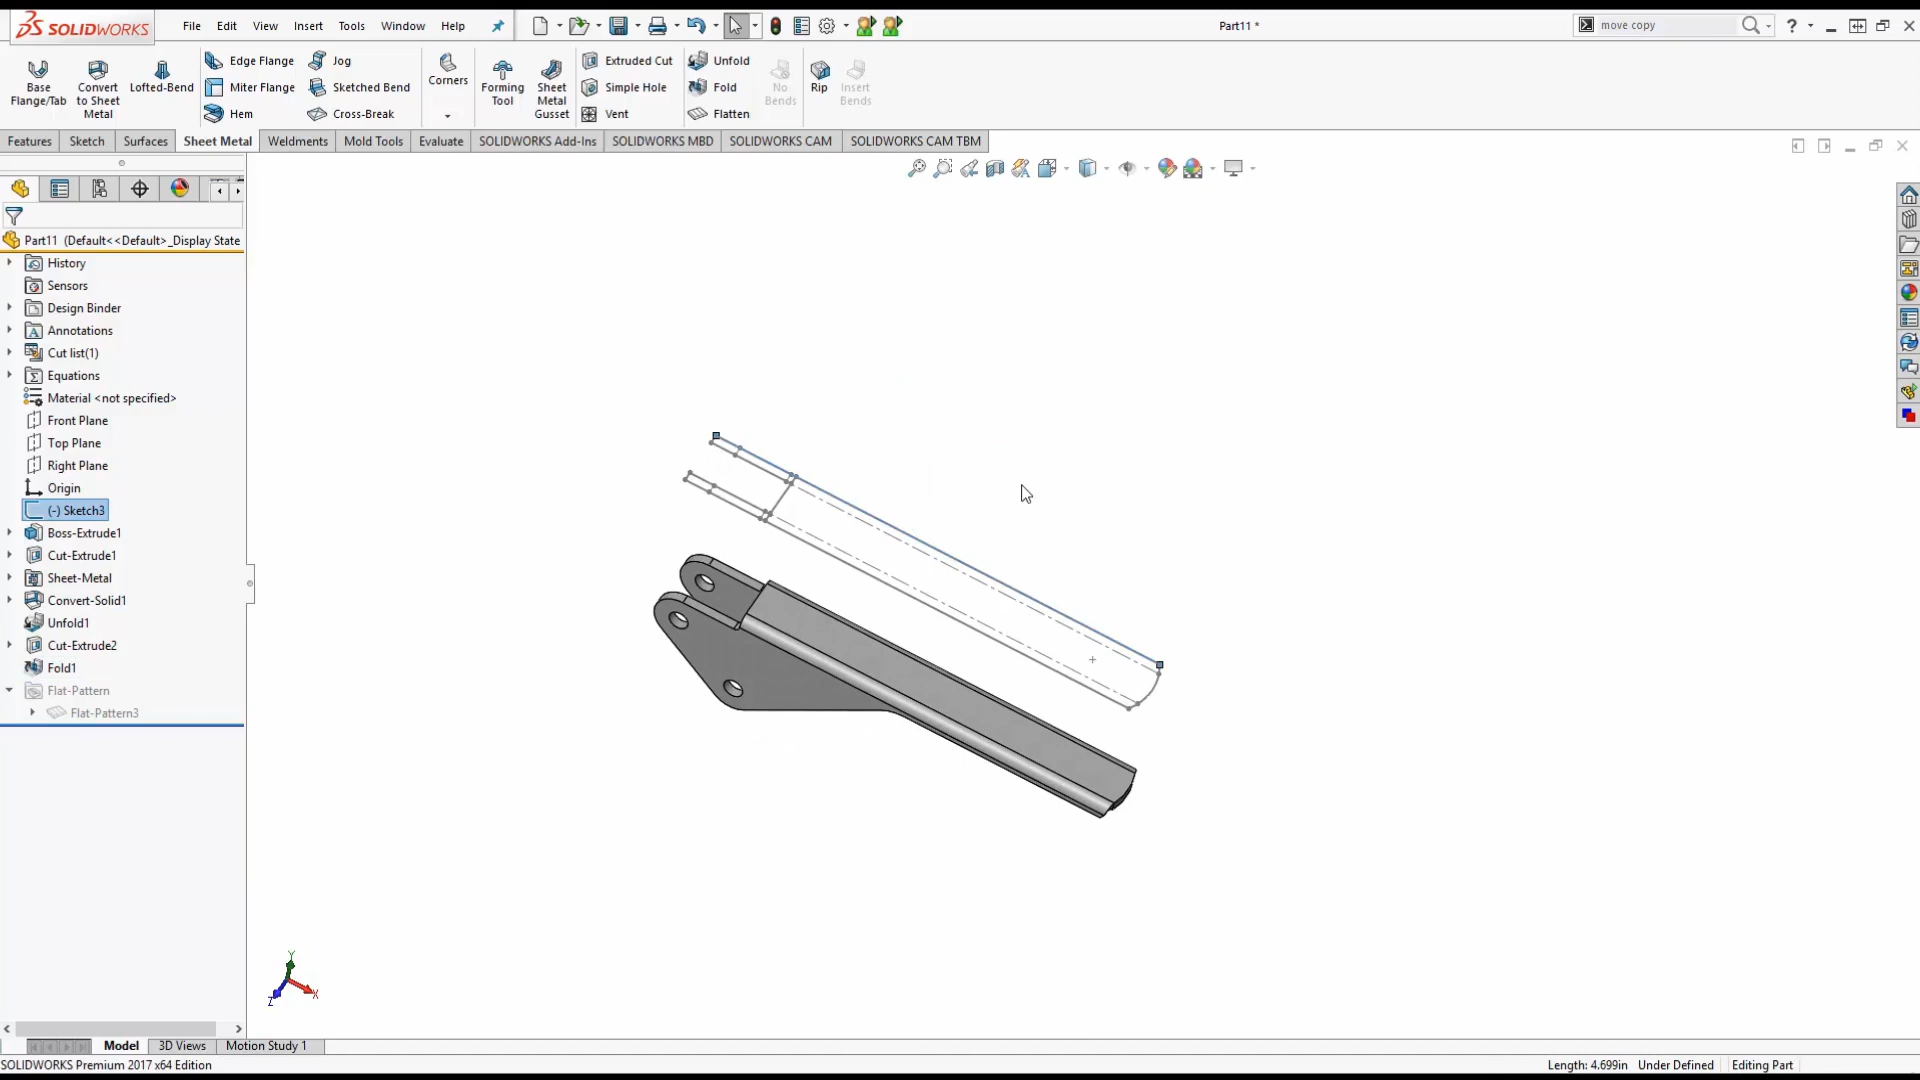 SOLIDWORKS File Edit View Insert Tools Window Help Part11 * move copy ?
Base Flange/Tab
Convert to Sheet Metal
Lofted-Bend
Edge Flange
Miter Flange
Hem
Jog
Sketched Bend
Cross-Break
Corners
Forming Tool
Sheet Metal Gusset
Extruded Cut
Simple Hole
Vent
Unfold
Fold
Flatten
No Bends
Rip
Insert Bends
Features Sketch Surfaces Sheet Metal Weldments Mold Tools Evaluate SOLIDWORKS Add-Ins SOLIDWORKS MBD SOLIDWORKS CAM SOLIDWORKS CAM TBM
Part11 (Default<<Default>_Display State
History
Sensors
Design Binder
Annotations
Cut list(1)
Equations
Material <not specified>
Front Plane
Top Plane
Right Plane
Origin
(-) Sketch3
Boss-Extrude1
Cut-Extrude1
Sheet-Metal
Convert-Solid1
Unfold1
Cut-Extrude2
Fold1
Flat-Pattern
Flat-Pattern3
Y
Z X
Model 3D Views Motion Study 1
SOLIDWORKS Premium 2017 x64 Edition Length: 4.699in Under Defined Editing Part